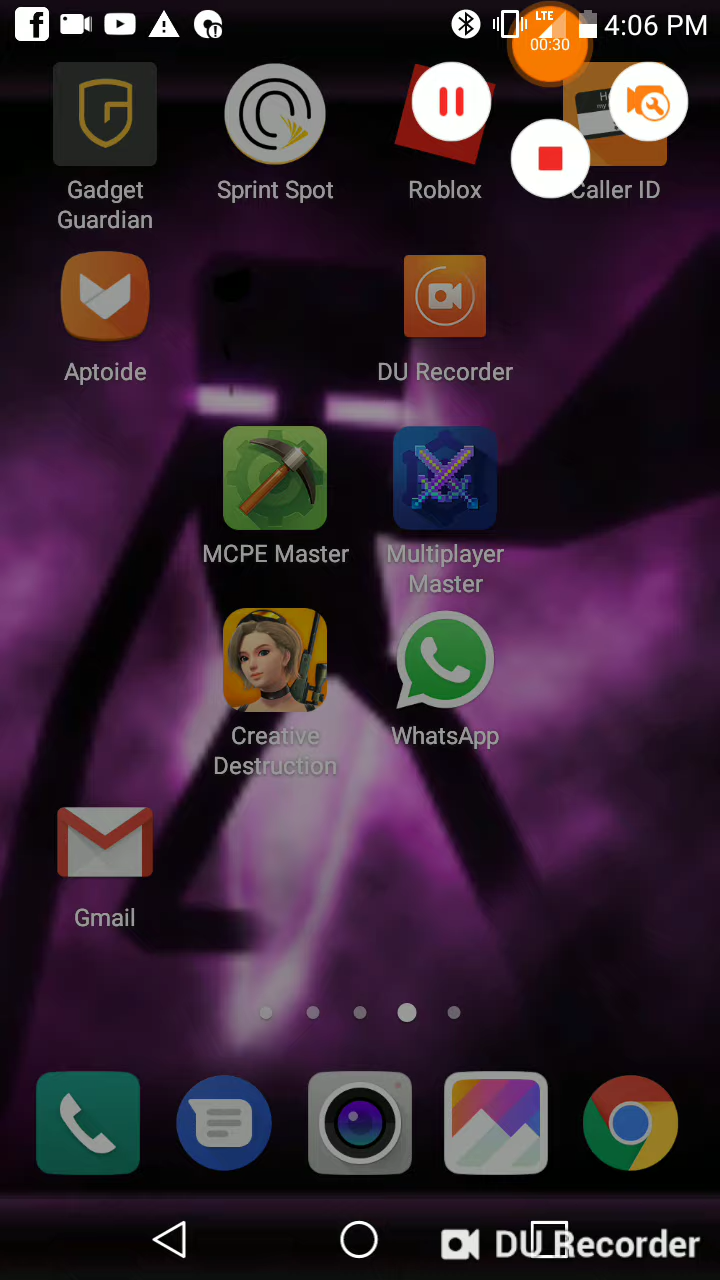 LTE
4:06 PM
00:30
Gadget
Guardian
Sprint Spot
Roblox
Caller ID
Aptoide
DU Recorder
MCPE Master
Multiplayer
Master
Creative
Destruction
WhatsApp
Gmail
DU Recorder